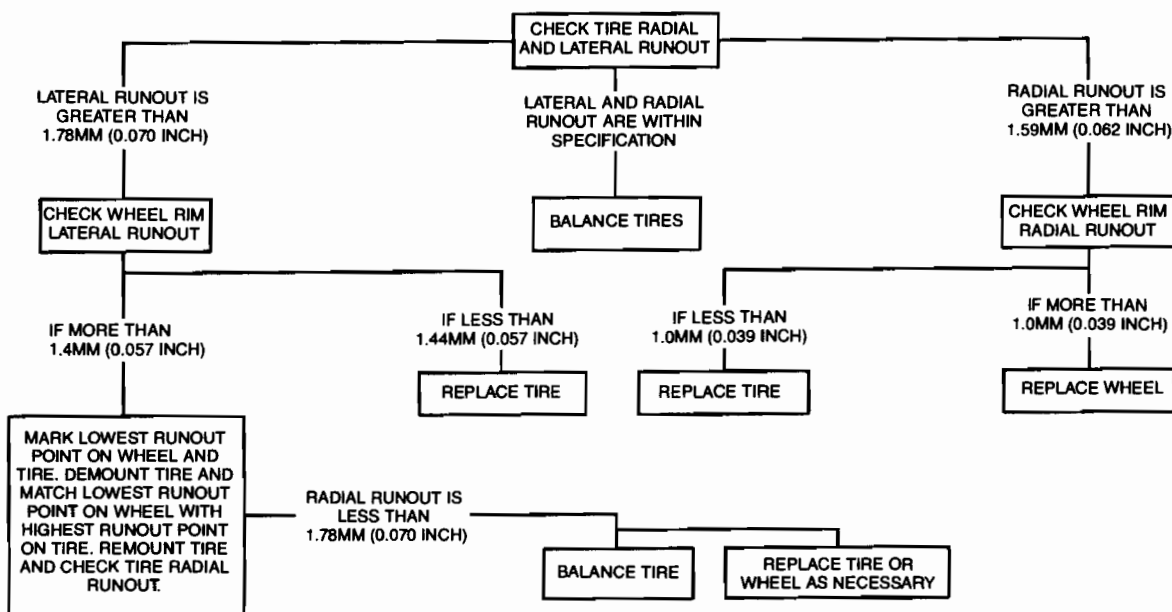 CHECK TIRE RADIAL
AND LATERAL RUNOUT
LATERAL RUNOUT IS
GREATER THAN
1.78MM (0.070 INCH)
LATERAL AND RADIAL
RUNOUT ARE WITHIN
SPECIFICATION
RADIAL RUNOUT IS
GREATER THAN
1.59MM (0.062 INCH)
CHECK WHEEL RIM
LATERAL RUNOUT
BALANCE TIRES
CHECK WHEEL RIM
RADIAL RUNOUT
IF MORE THAN
1.4MM (0.057 INCH)
IF LESS THAN
1.44MM (0.057 INCH)
IF LESS THAN
1.0MM (0.039 INCH)
IF MORE THAN
1.0MM (0.039 INCH)
REPLACE TIRE
REPLACE TIRE
REPLACE WHEEL
MARK LOWEST RUNOUT
POINT ON WHEEL AND
TIRE. DEMOUNT TIRE AND
MATCH LOWEST RUNOUT
POINT ON WHEEL WITH
HIGHEST RUNOUT POINT
ON TIRE. REMOUNT TIRE
AND CHECK TIRE RADIAL
RUNOUT.
RADIAL RUNOUT IS
LESS THAN
1.78MM (0.070 INCH)
BALANCE TIRE
REPLACE TIRE OR
WHEEL AS NECESSARY